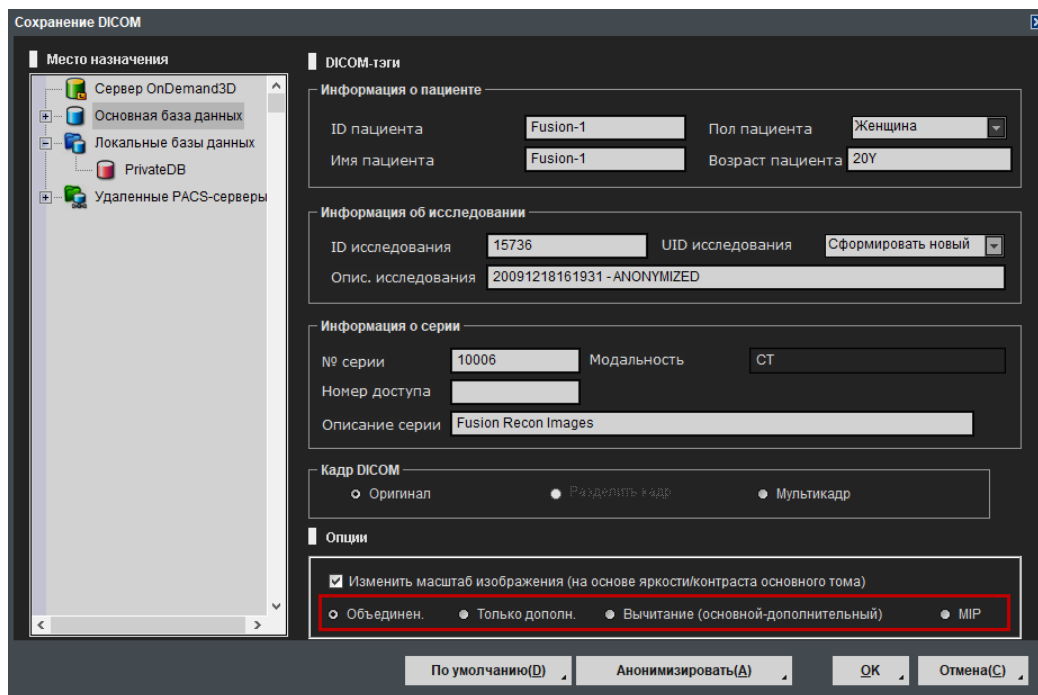 Сохранение DICOM
Место назначения
Сервер OnDemand3D
Основная база данных
Локальные базы данных
PrivateDB
Удаленные PACS-серверы
DICOM-тэги
Информация о пациенте
ID пациента Fusion-1 Пол пациента Женщина
Имя пациента Fusion-1 Возраст пациента 20Y
Информация об исследовании
ID исследования 15736 UID исследования Сформировать новый
Опис. исследования 20091218161931 - ANONYMIZED
Информация о серии
№ серии 10006 Модальность CT
Номер доступа
Описание серии Fusion Recon Images
Кадр DICOM
Оригинал Разделить кадр Мультикадр
Опции
Изменить масштаб изображения (на основе яркости/контраста основного тома)
Объединен. Только дополн. Вычитание (основной-дополнительный) MIP
По умолчанию(D) Анонимизировать(A) OK Отмена(C)